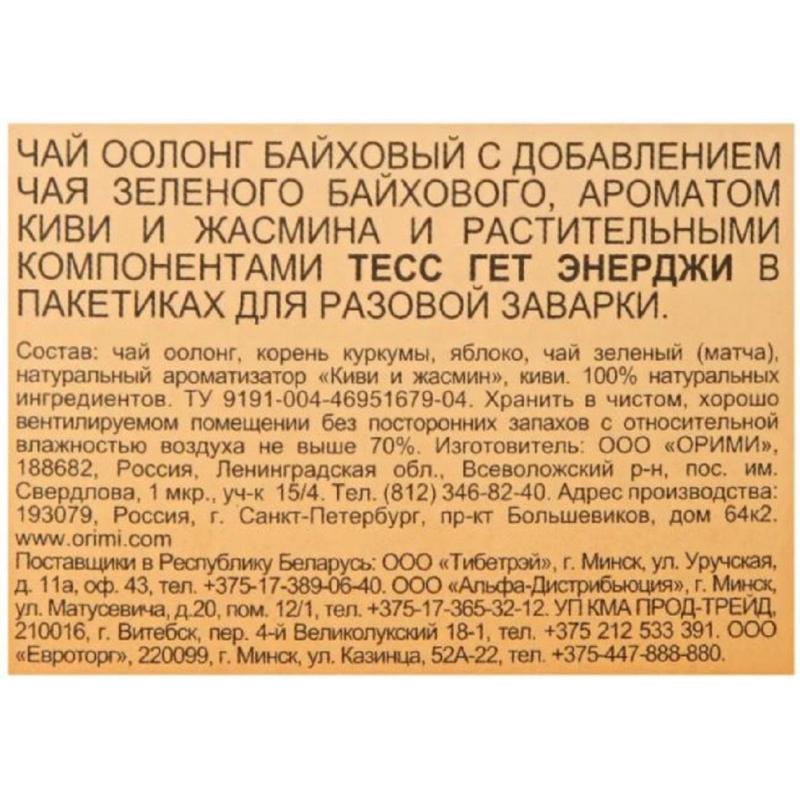 ЧАЙ ООЛОНГ БАЙХОВЫЙ С ДОБАВЛЕНИЕМ
ЧАЯ ЗЕЛЕНОГО БАЙХОВОГО, АРОМАТОМ
КИВИ И ЖАСМИНА И РАСТИТЕЛЬНЫМИ
КОМПОНЕНТАМИ ТЕСС ГЕТ ЭНЕРДЖИ В
ПАКЕТИКАХ ДЛЯ РАЗОВОЙ ЗАВАРКИ.
Состав: чай оолонг, корень куркумы, яблоко, чай зеленый (матча),
натуральный ароматизатор «Киви и жасмин», киви. 100% натуральных
ингредиентов. ТУ 9191-004-46951679-04. Хранить в чистом, хорошо
вентилируемом помещении без посторонних запахов с относительной
влажностью воздуха не выше 70%. Изготовитель: ООО «ОРИМИ»,
188682, Россия, Ленинградская обл., Всеволожский р-н, пос. им.
Свердлова, 1 мкр., уч-к 15/4. Тел. (812) 346-82-40. Адрес производства:
193079, Россия, г. Санкт-Петербург, пр-кт Большевиков, дом 64к2.
www.orimi.com
Поставщики в Республику Беларусь: ООО «Тибетрэй», г. Минск, ул. Уручская,
д. 11а, оф. 43, тел. +375-17-389-06-40. ООО «Альфа-Дистрибьюция», г. Минск,
ул. Матусевича, д.20, пом. 12/1, тел. +375-17-365-32-12. УП КМА ПРОД-ТРЕЙД,
210016, г. Витебск, пер. 4-й Великолукский 18-1, тел. +375 212 533 391. ООО
«Евроторг», 220099, г. Минск, ул. Казинца, 52А-22, тел. +375-447-888-880.